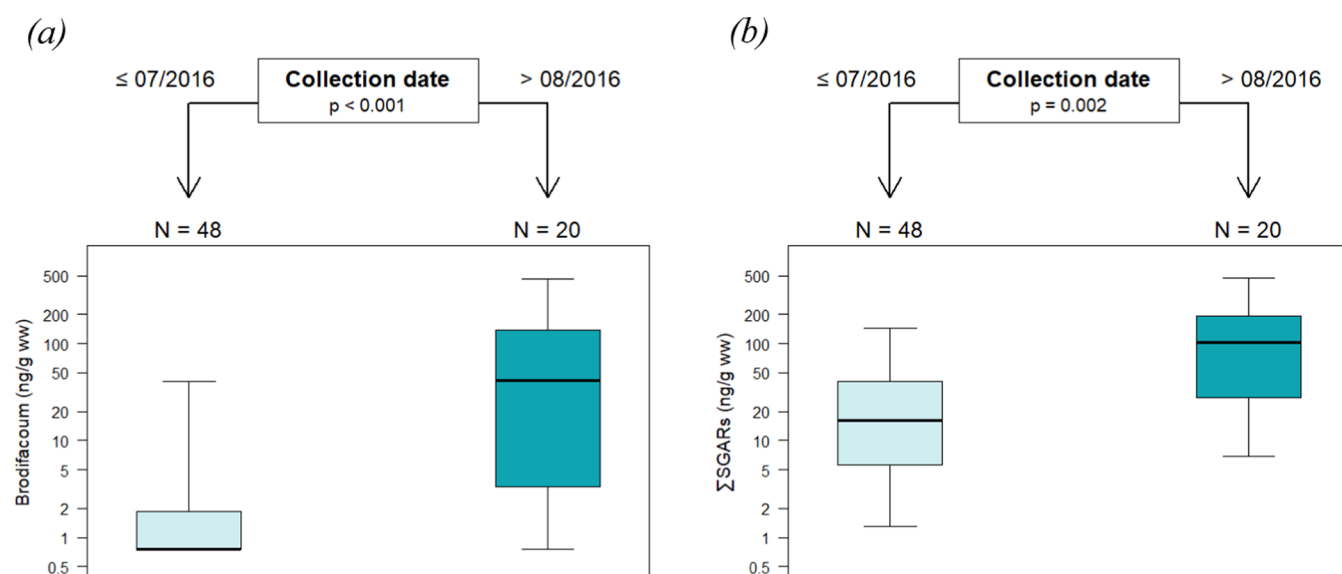 (a)
≤ 07/2016
Collection date
p < 0.001
> 08/2016
N = 48
N = 20
Brodifacoum (ng/g ww)
500
200
100
50
20
10
5
2
1
0.5
(b)
≤ 07/2016
Collection date
p = 0.002
> 08/2016
N = 48
N = 20
∑SGARs (ng/g ww)
500
200
100
50
20
10
5
2
1
0.5